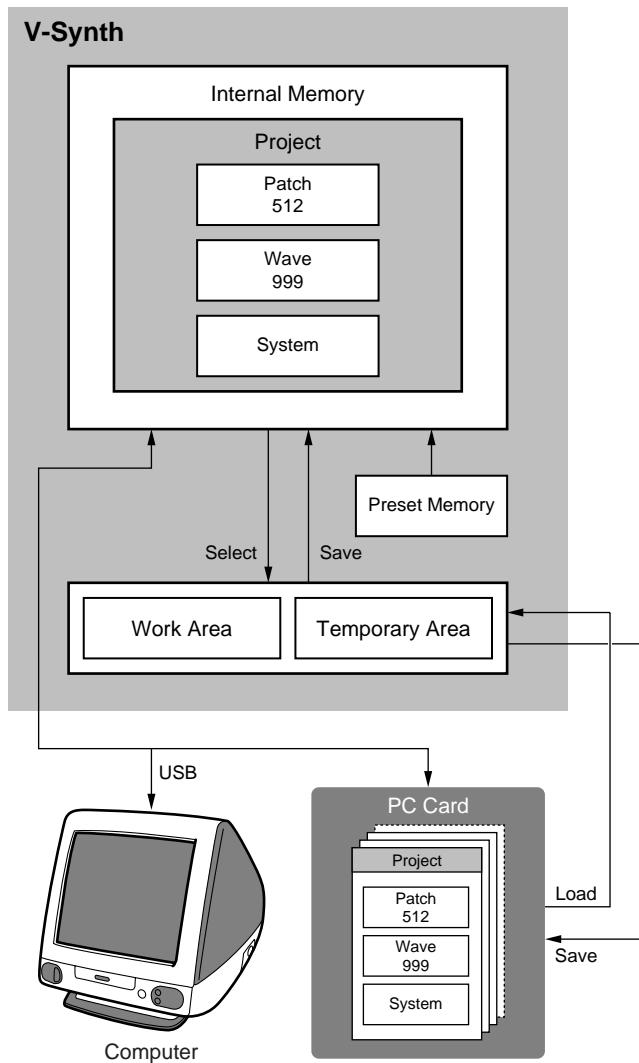 V-Synth
Internal Memory
Project
Patch
512
Wave
999
System
Preset Memory
Select
Save
Work Area
Temporary Area
USB
PC Card
Project
Patch
512
Wave
999
System
Load
Save
Computer